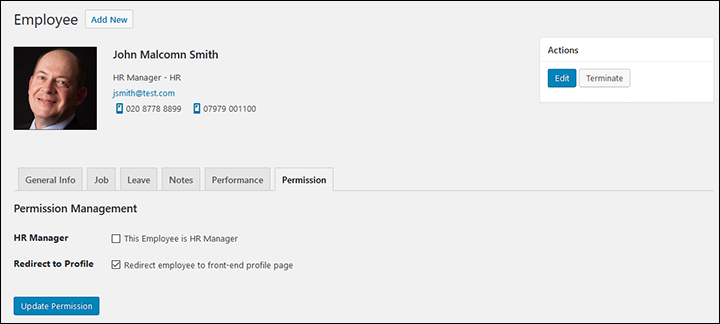 Employee Add New
John Malcomn Smith
HR Manager - HR
jsmith@test.com
020 8778 8899 07979 001100
Actions
Edit Terminate
General Info Job Leave Notes Performance Permission
Permission Management
HR Manager This Employee is HR Manager
Redirect to Profile Redirect employee to front-end profile page
Update Permission